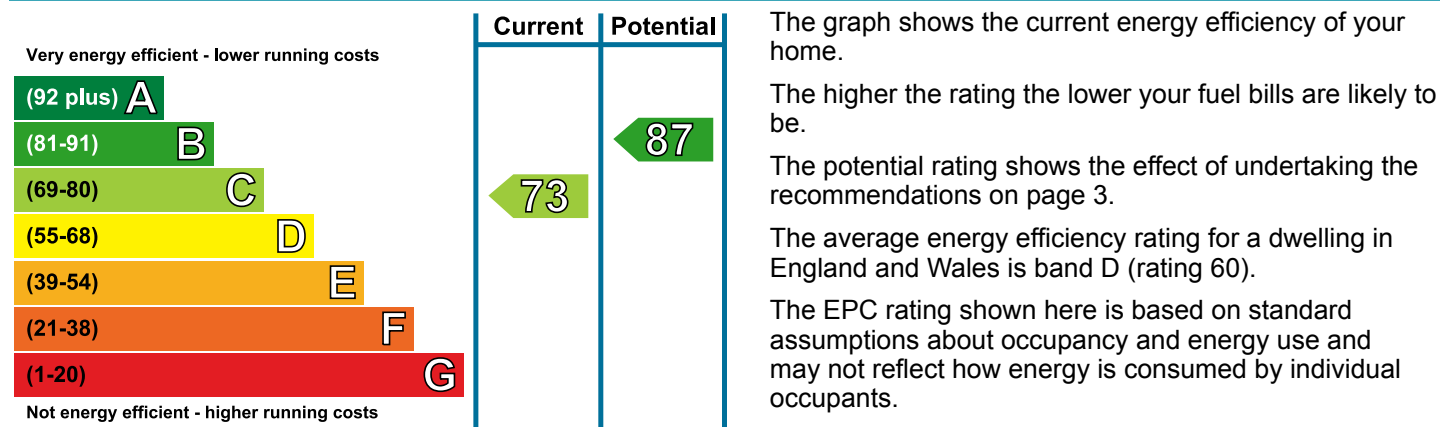 Current Potential
Very energy efficient - lower running costs
(92 plus) A
(81-91) B
87
(69-80) C
73
(55-68) D
(39-54) E
(21-38) F
(1-20) G
Not energy efficient - higher running costs
The graph shows the current energy efficiency of your
home.
The higher the rating the lower your fuel bills are likely to
be.
The potential rating shows the effect of undertaking the
recommendations on page 3.
The average energy efficiency rating for a dwelling in
England and Wales is band D (rating 60).
The EPC rating shown here is based on standard
assumptions about occupancy and energy use and
may not reflect how energy is consumed by individual
occupants.